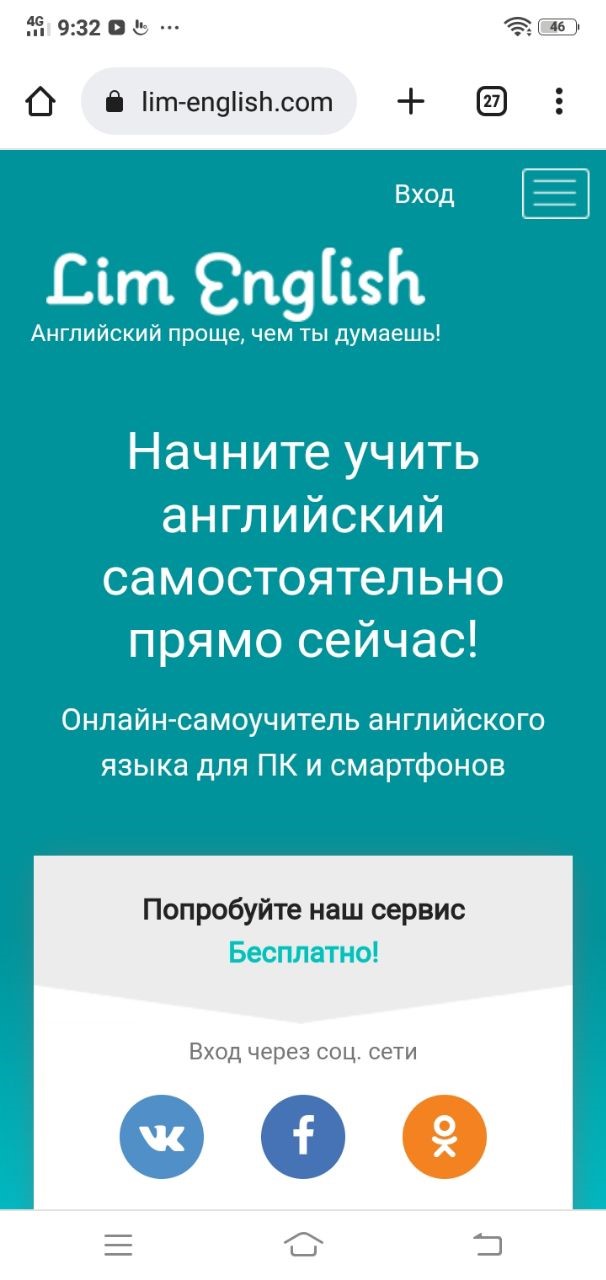 4G 9:32 46
lim-english.com 27
Вход
Lim English
Английский проще, чем ты думаешь!
Начните учить
английский
самостоятельно
прямо сейчас!
Онлайн-самоучитель английского
языка для ПК и смартфонов
Попробуйте наш сервис
Бесплатно!
Вход через соц. сети